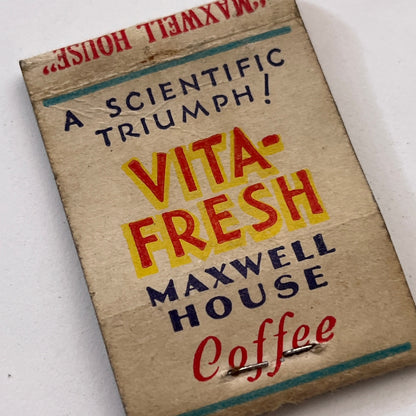 "MAXWELL HOUSE"
A SCIENTIFIC
TRIUMPH!
VITA-
FRESH
MAXWELL
HOUSE
Coffee